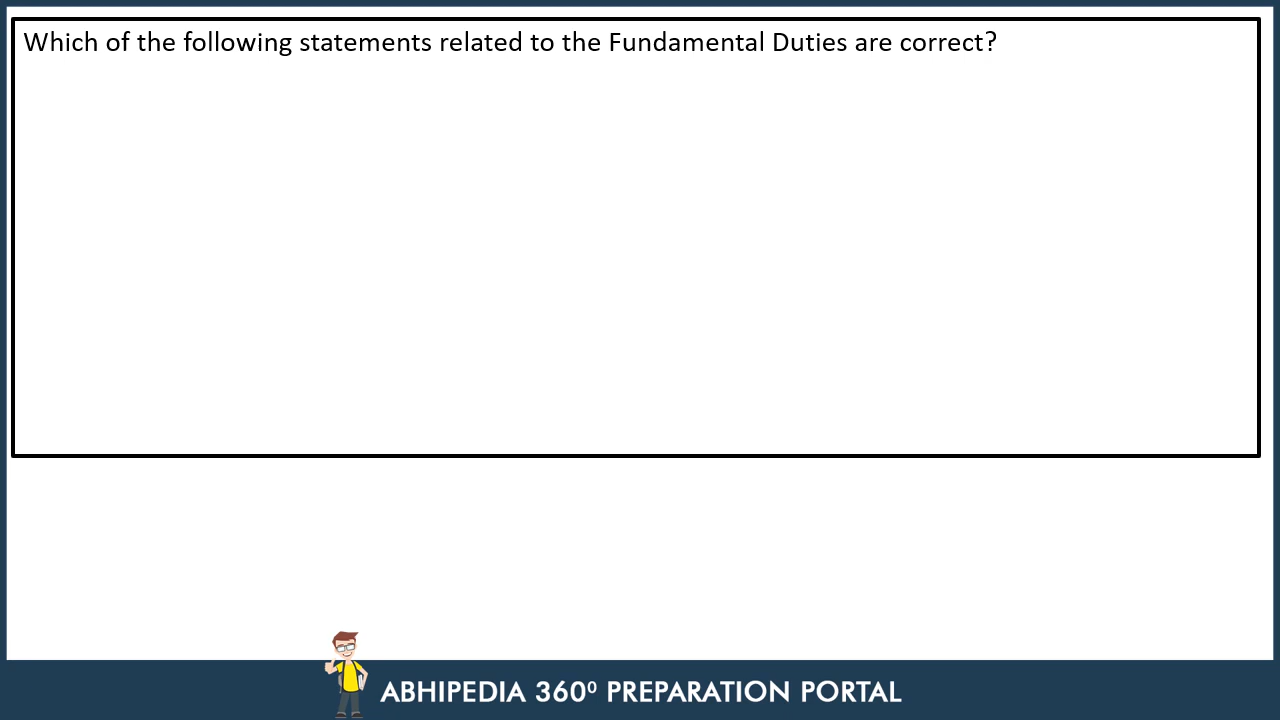 Which of the following statements related to the Fundamental Duties are correct?
ABHIPEDIA 360⁰ PREPARATION PORTAL